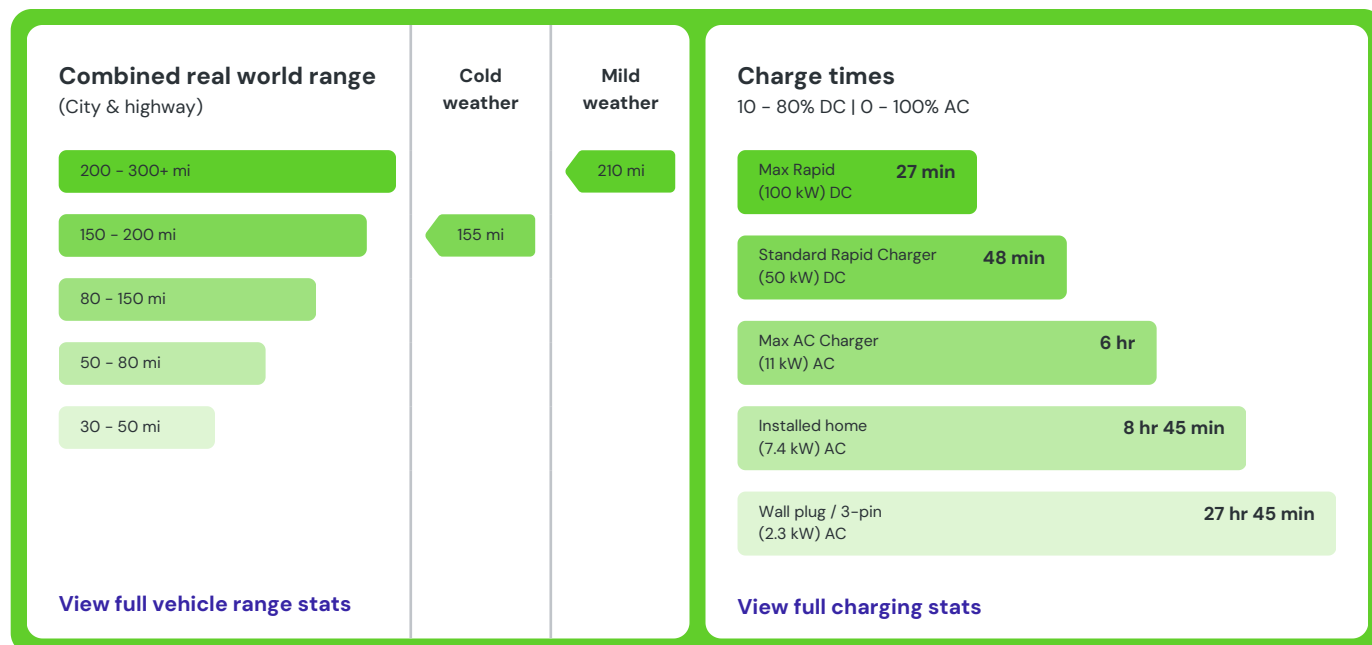 Combined real world range
(City & highway)
Cold
weather
Mild
weather
200 - 300+ mi
210 mi
150 - 200 mi
155 mi
80 - 150 mi
50 - 80 mi
30 - 50 mi
View full vehicle range stats
Charge times
10 - 80% DC | 0 - 100% AC
Max Rapid
(100 kW) DC
27 min
Standard Rapid Charger
(50 kW) DC
48 min
Max AC Charger
(11 kW) AC
6 hr
Installed home
(7.4 kW) AC
8 hr 45 min
Wall plug / 3-pin
(2.3 kW) AC
27 hr 45 min
View full charging stats